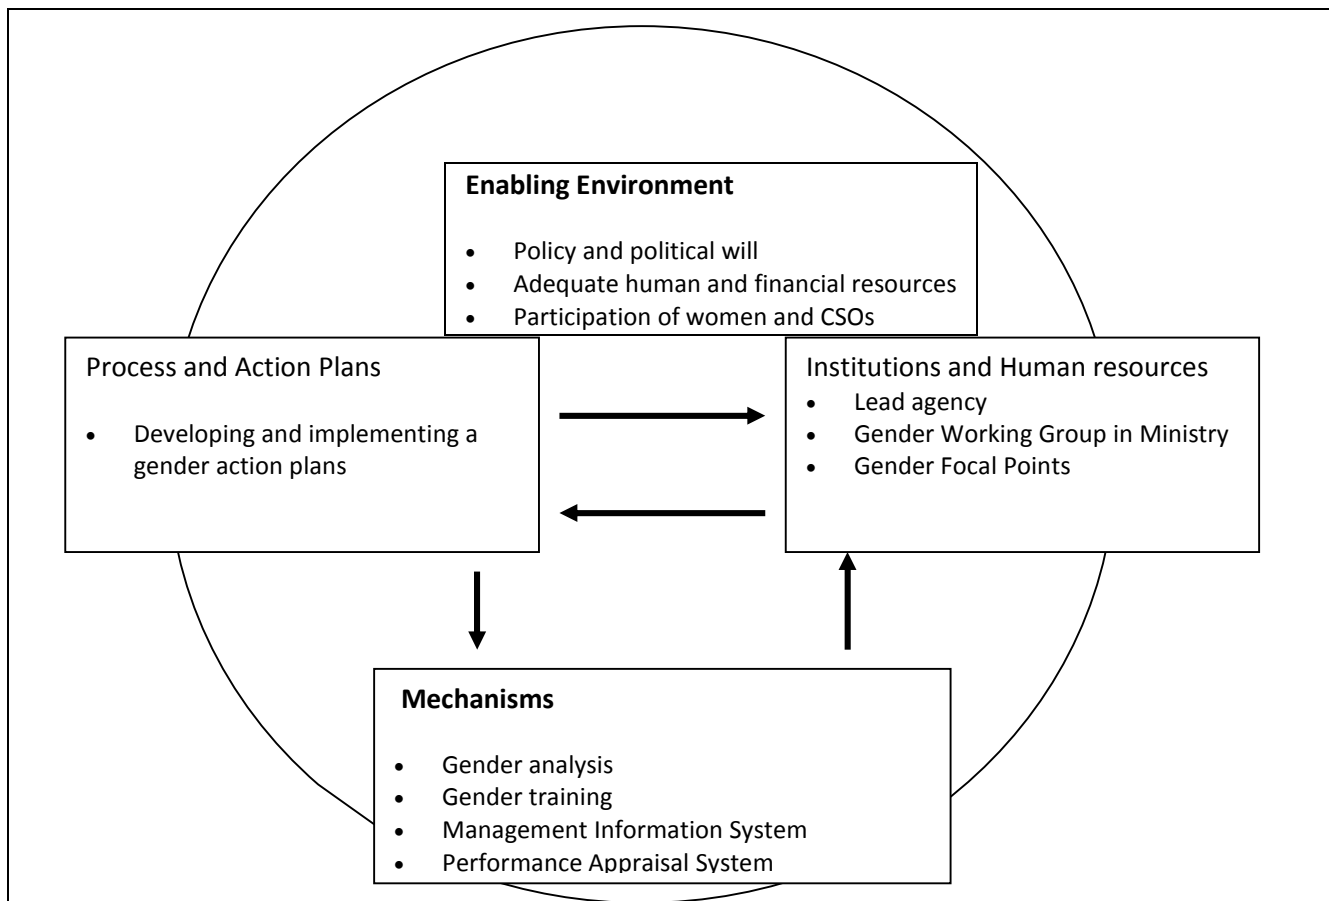 Enabling Environment
• Policy and political will
• Adequate human and financial resources
• Participation of women and CSOs
Process and Action Plans
• Developing and implementing a
gender action plans
Institutions and Human resources
• Lead agency
• Gender Working Group in Ministry
• Gender Focal Points
Mechanisms
• Gender analysis
• Gender training
• Management Information System
• Performance Appraisal System